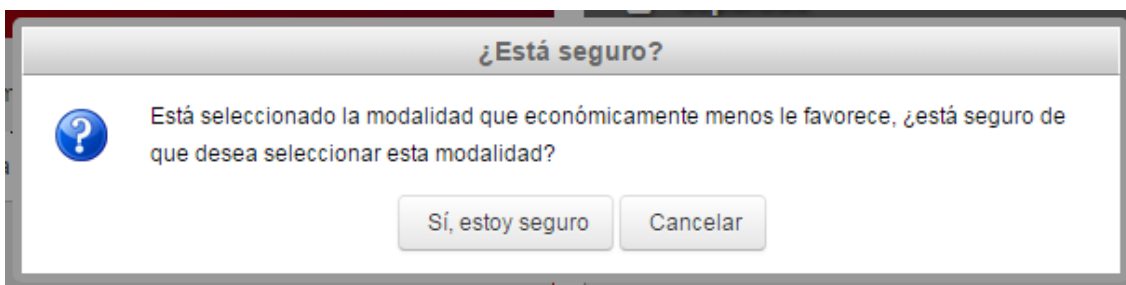 ¿Está seguro?
Está seleccionado la modalidad que económicamente menos le favorece, ¿está seguro de
que desea seleccionar esta modalidad?
Sí, estoy seguro
Cancelar